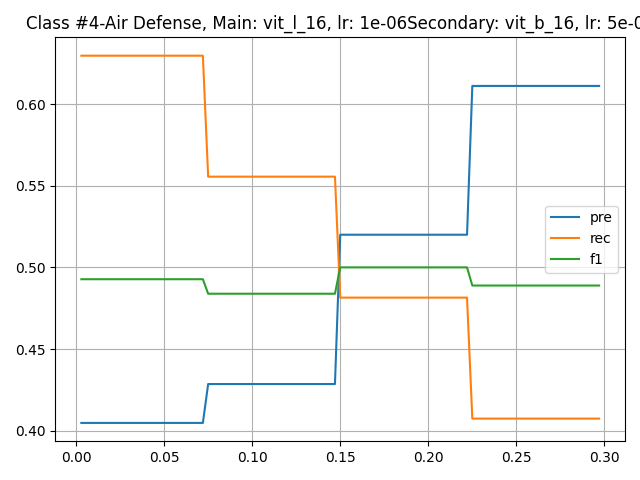 Class #4-Air Defense, Main: vit_l_16, lr: 1e-06Secondary: vit_b_16, lr: 5e-0
0.60
0.55
0.50
0.45
0.40
pre
rec
f1
0.00 0.05 0.10 0.15 0.20 0.25 0.30